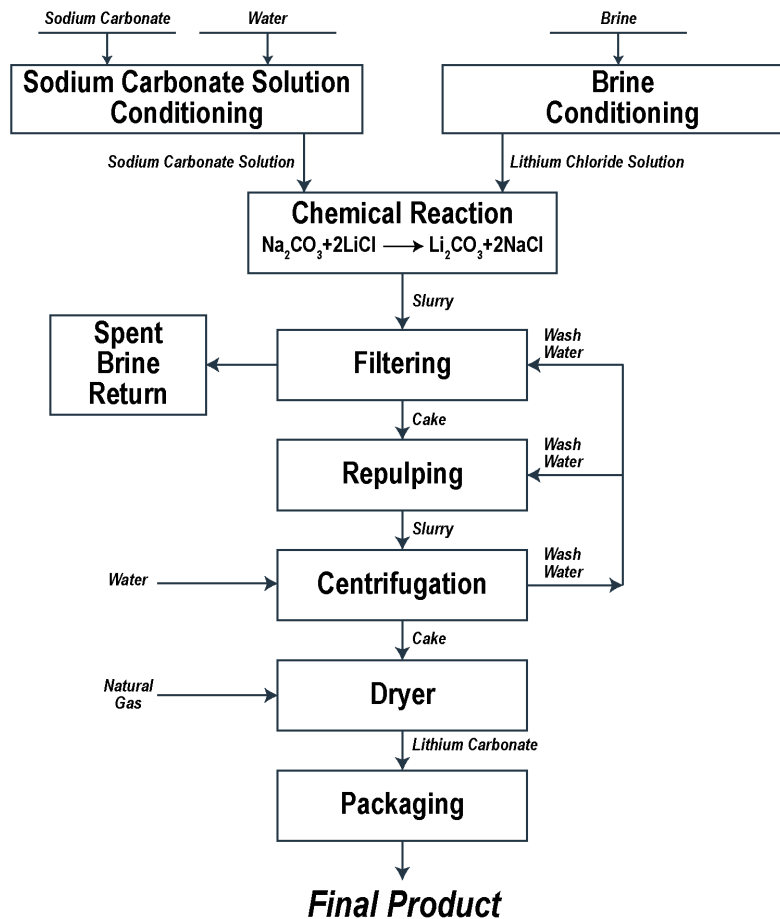 Sodium Carbonate
Water
Brine
Sodium Carbonate Solution
Conditioning
Brine
Conditioning
Sodium Carbonate Solution
Lithium Chloride Solution
Chemical Reaction
Na₂CO₃+2LiCl → Li₂CO₃+2NaCl
Slurry
Spent
Brine
Return
Filtering
Wash
Water
Cake
Repulping
Wash
Water
Slurry
Water
Centrifugation
Wash
Water
Cake
Natural
Gas
Dryer
Lithium Carbonate
Packaging
Final Product